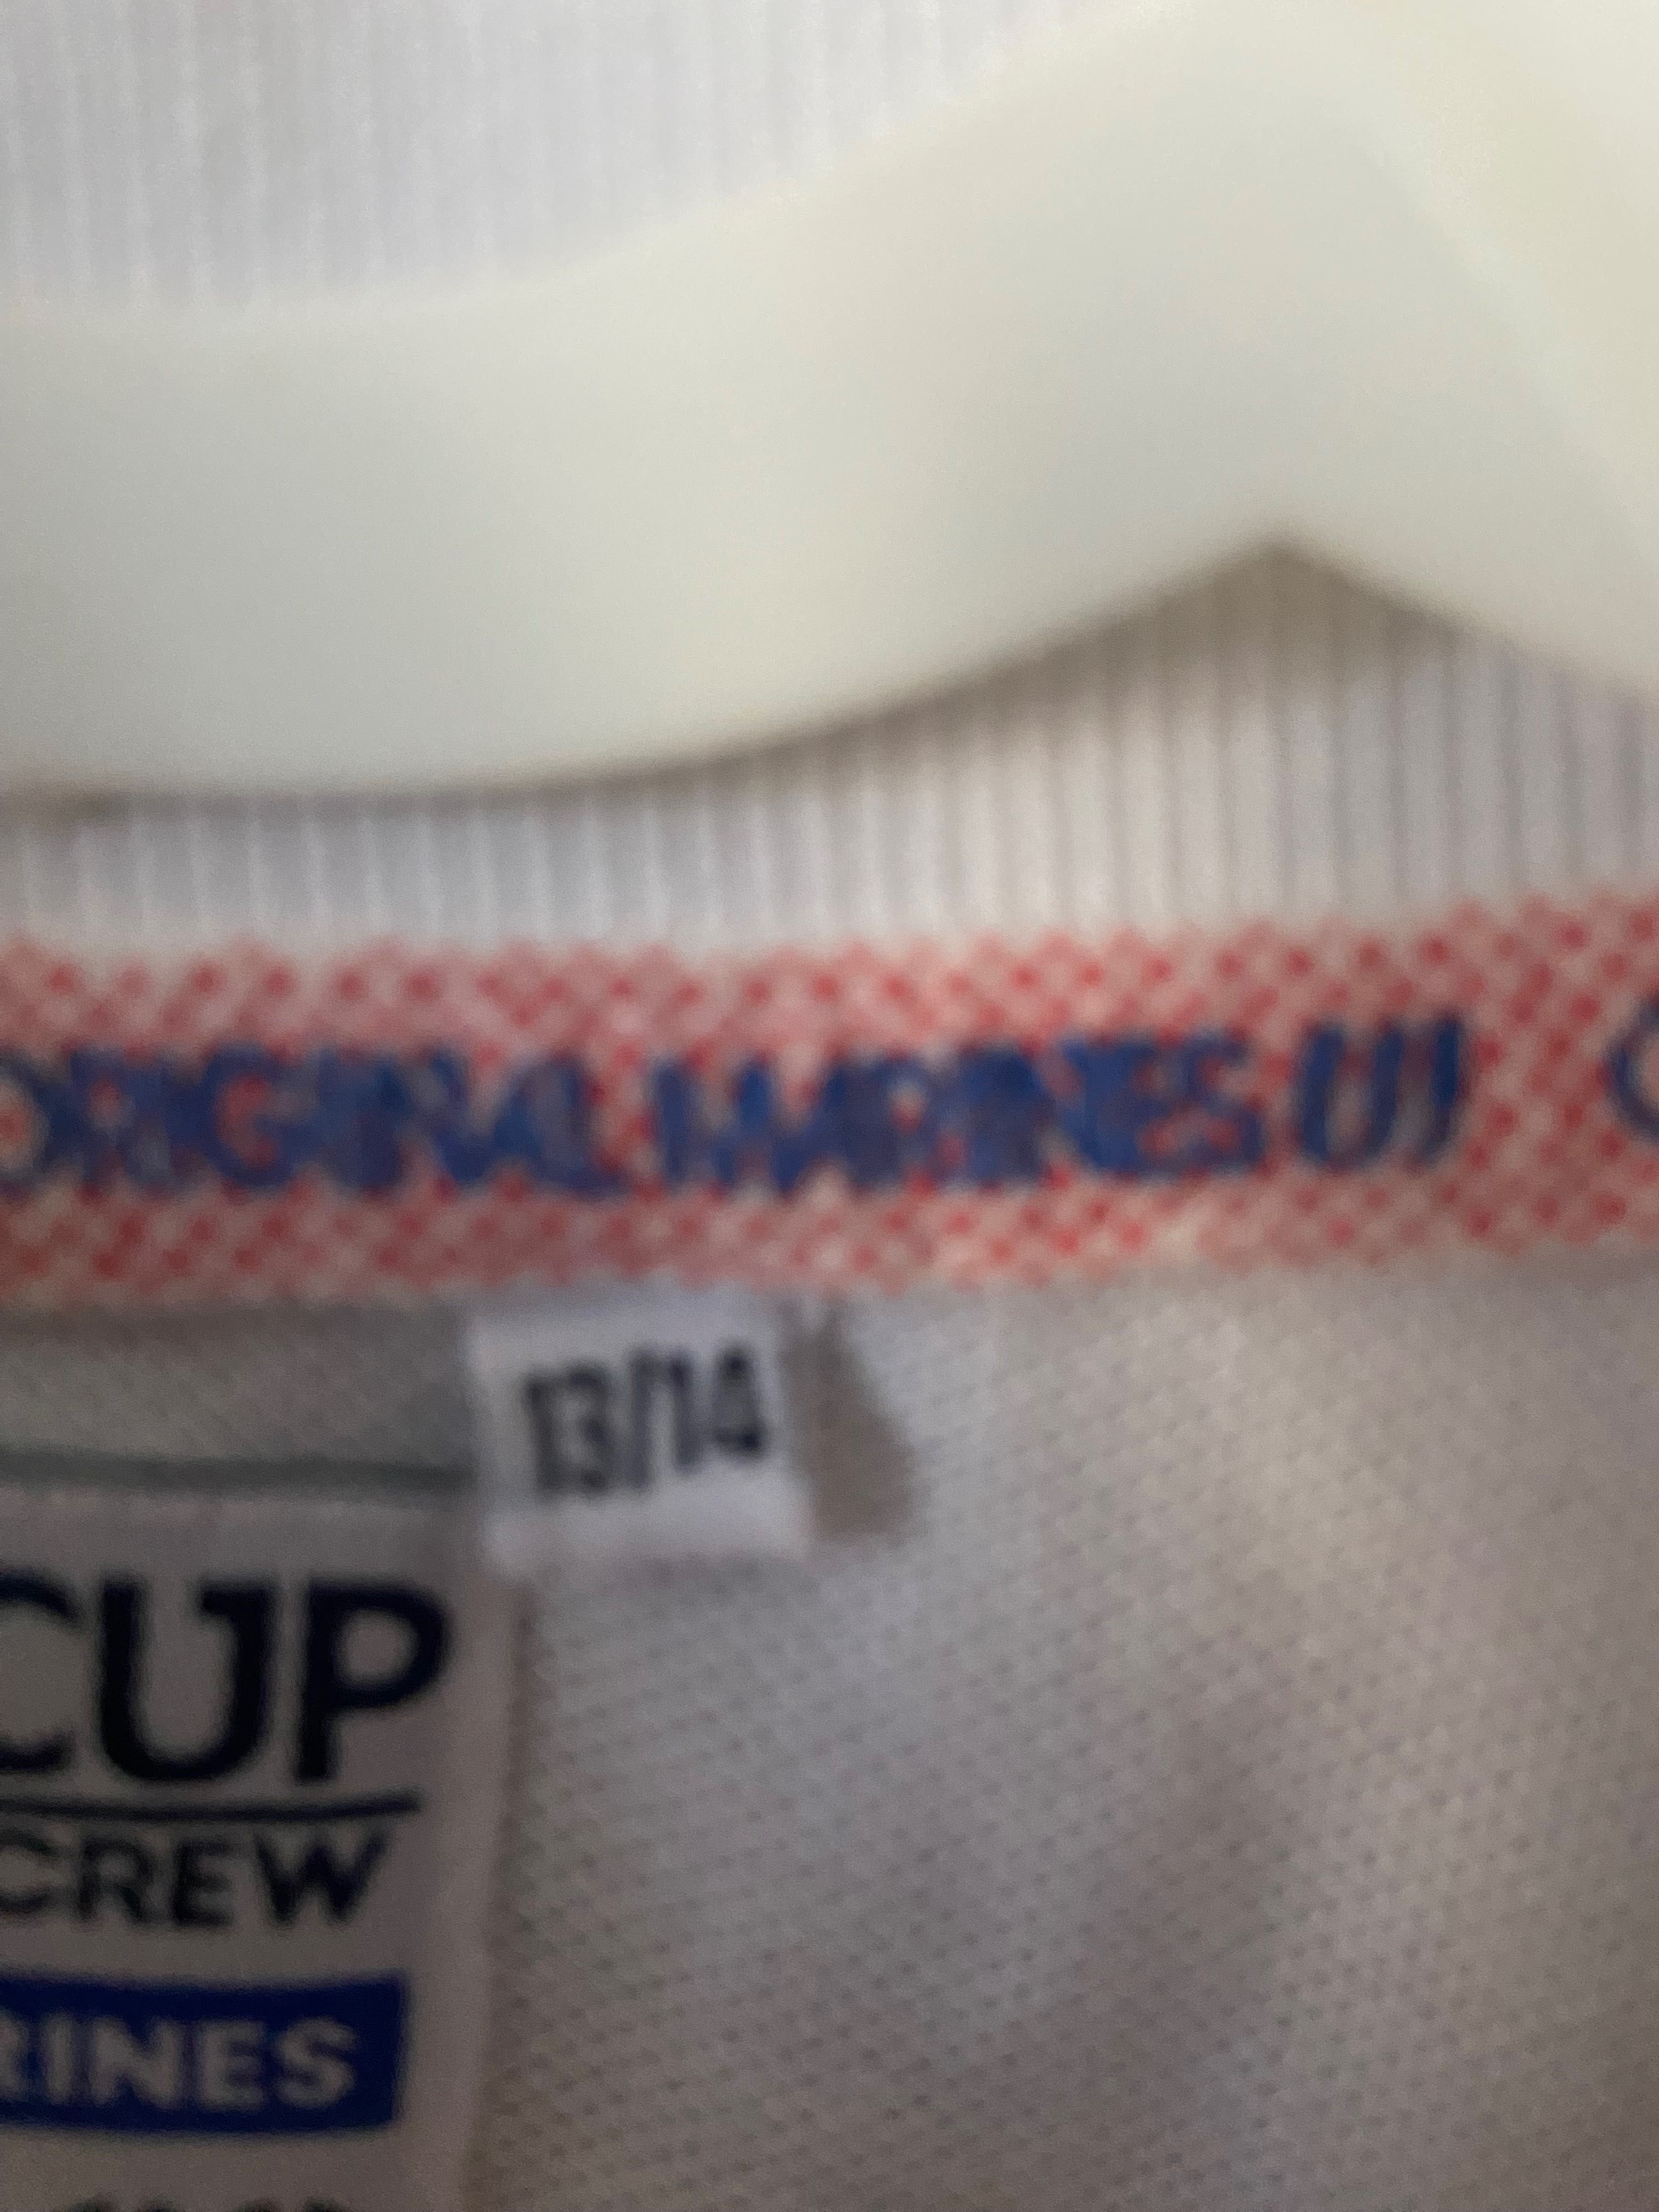 ORIGINAL MARINES
13/14
CUP
CREW
RINES